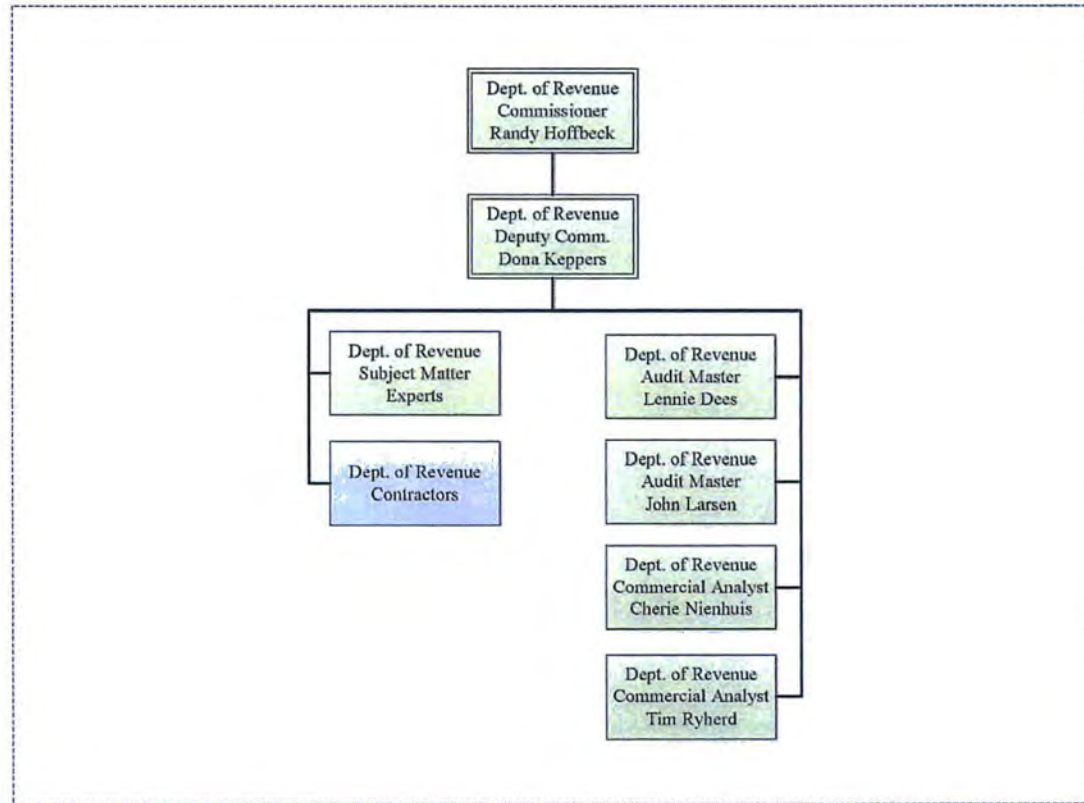 Dept. of Revenue
Commissioner
Randy Hoffbeck
Dept. of Revenue
Deputy Comm.
Dona Keppers
Dept. of Revenue
Subject Matter
Experts
Dept. of Revenue
Contractors
Dept. of Revenue
Audit Master
Lennie Dees
Dept. of Revenue
Audit Master
John Larsen
Dept. of Revenue
Commercial Analyst
Cherie Nienhuis
Dept. of Revenue
Commercial Analyst
Tim Ryherd